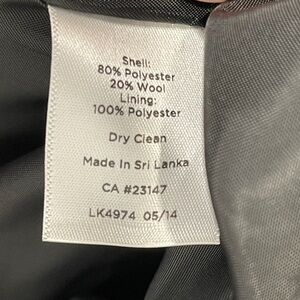 Shell:
80% Polyester
20% Wool
Lining:
100% Polyester
Dry Clean
Made In Sri Lanka
CA #23147
LK4974 05/14